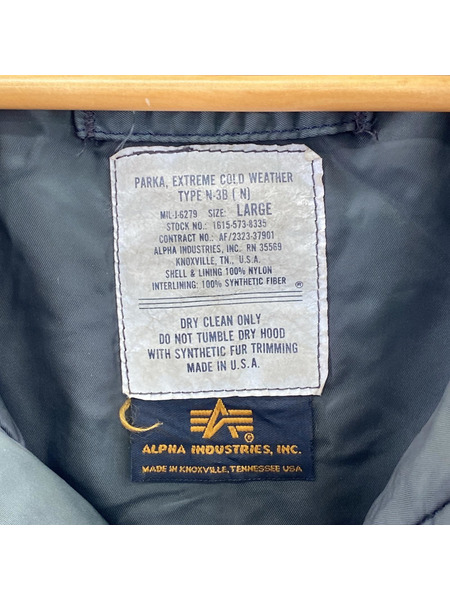 PARKA, EXTREME COLD WEATHER
TYPE N-3B (N)
MIL-J-6279 SIZE: LARGE
STOCK NO.: 1615-573-8335
CONTRACT NO.: AF/2323-37901
ALPHA INDUSTRIES, INC. RN 35569
KNOXVILLE, TN., U.S.A.
SHELL & LINING 100% NYLON
INTERLINING: 100% SYNTHETIC FIBER ®
DRY CLEAN ONLY
DO NOT TUMBLE DRY HOOD
WITH SYNTHETIC FUR TRIMMING
MADE IN U.S.A.
®
ALPHA INDUSTRIES, INC.
MADE IN KNOXVILLE, TENNESSEE USA